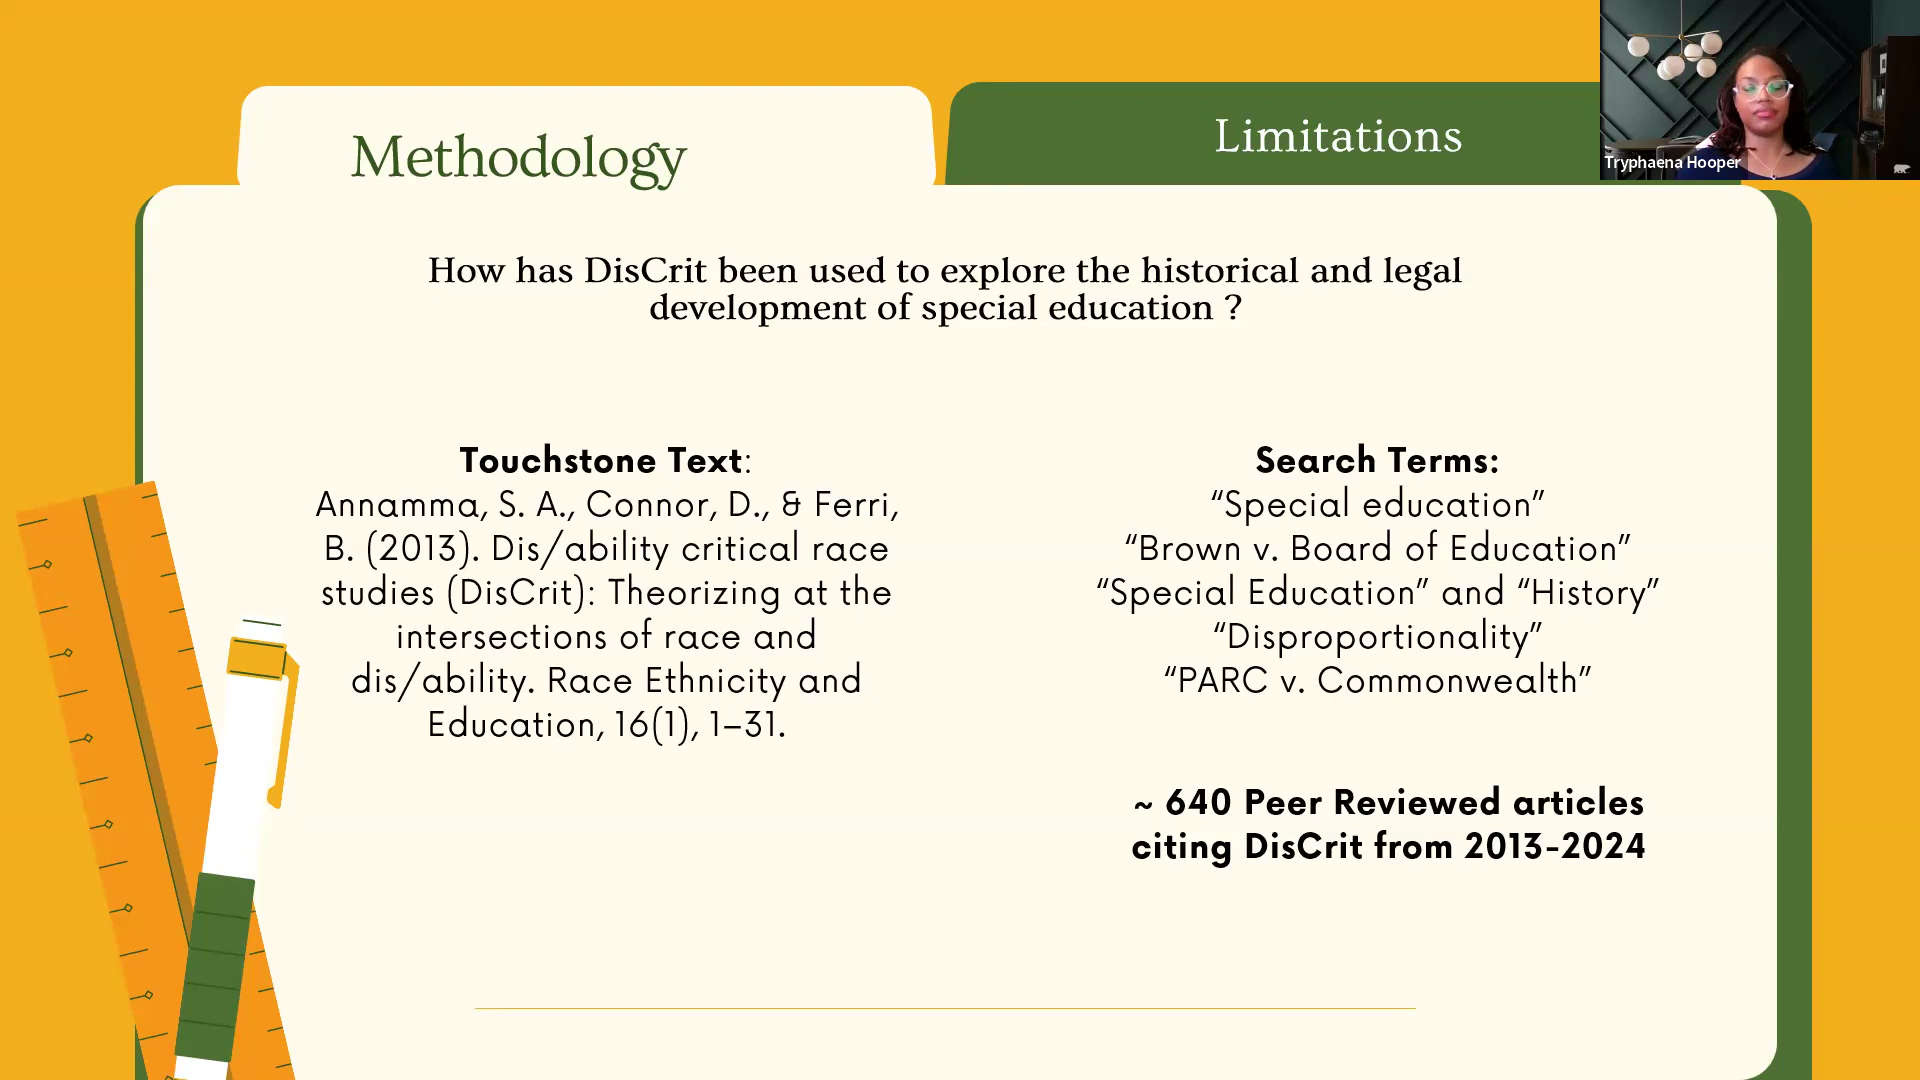 Methodology
Limitations
Tryphaena Hooper
How has DisCrit been used to explore the historical and legal
development of special education ?
Touchstone Text:
Annamma, S. A., Connor, D., & Ferri,
B. (2013). Dis/ability critical race
studies (DisCrit): Theorizing at the
intersections of race and
dis/ability. Race Ethnicity and
Education, 16(1), 1–31.
Search Terms:
“Special education”
“Brown v. Board of Education”
“Special Education” and “History”
“Disproportionality”
“PARC v. Commonwealth”
~ 640 Peer Reviewed articles
citing DisCrit from 2013-2024